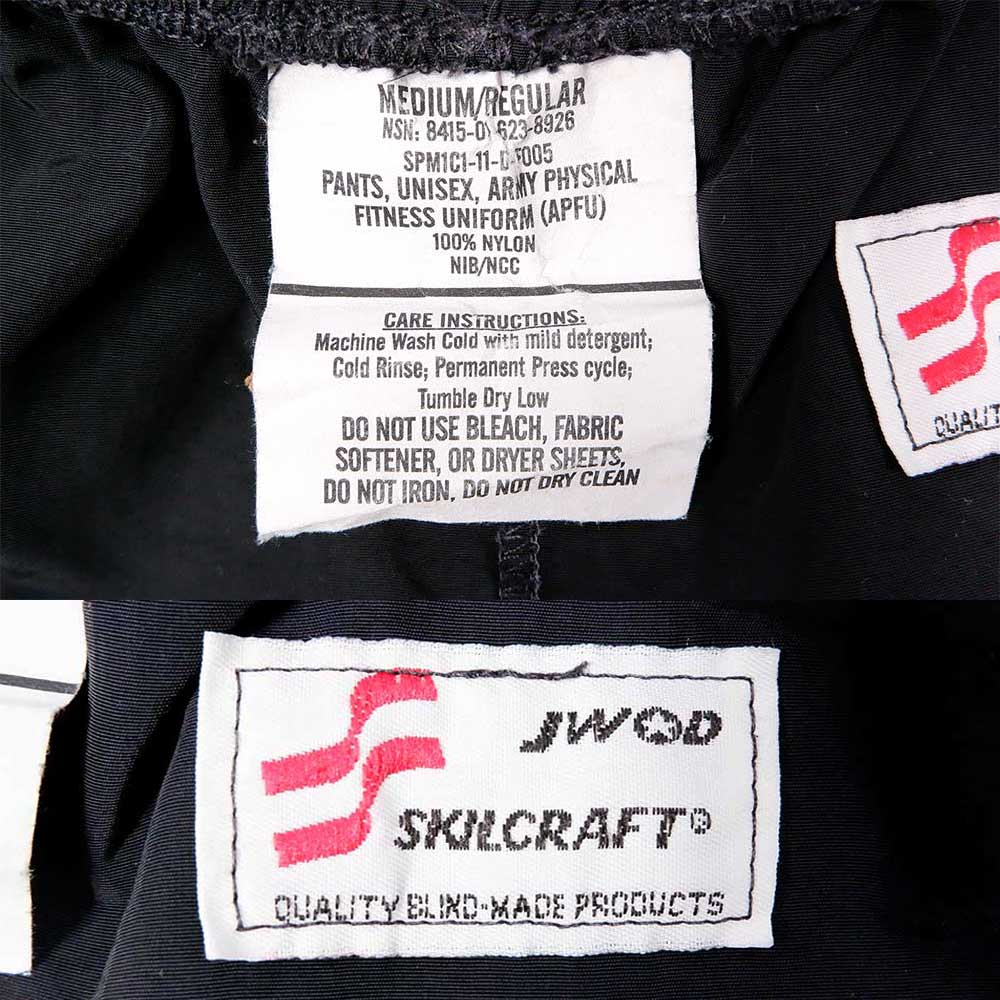 MEDIUM/REGULAR
NSN: 8415-01-623-8926
SPM1C1-11-D-F005
PANTS, UNISEX, ARMY PHYSICAL
FITNESS UNIFORM (APFU)
100% NYLON
NIB/NCC
CARE INSTRUCTIONS:
Machine Wash Cold with mild detergent;
Cold Rinse; Permanent Press cycle;
Tumble Dry Low
DO NOT USE BLEACH, FABRIC
SOFTENER, OR DRYER SHEETS,
DO NOT IRON, DO NOT DRY CLEAN
QUALIT
JWOD
SKILCRAFT®
QUALITY BLIND-MADE PRODUCTS